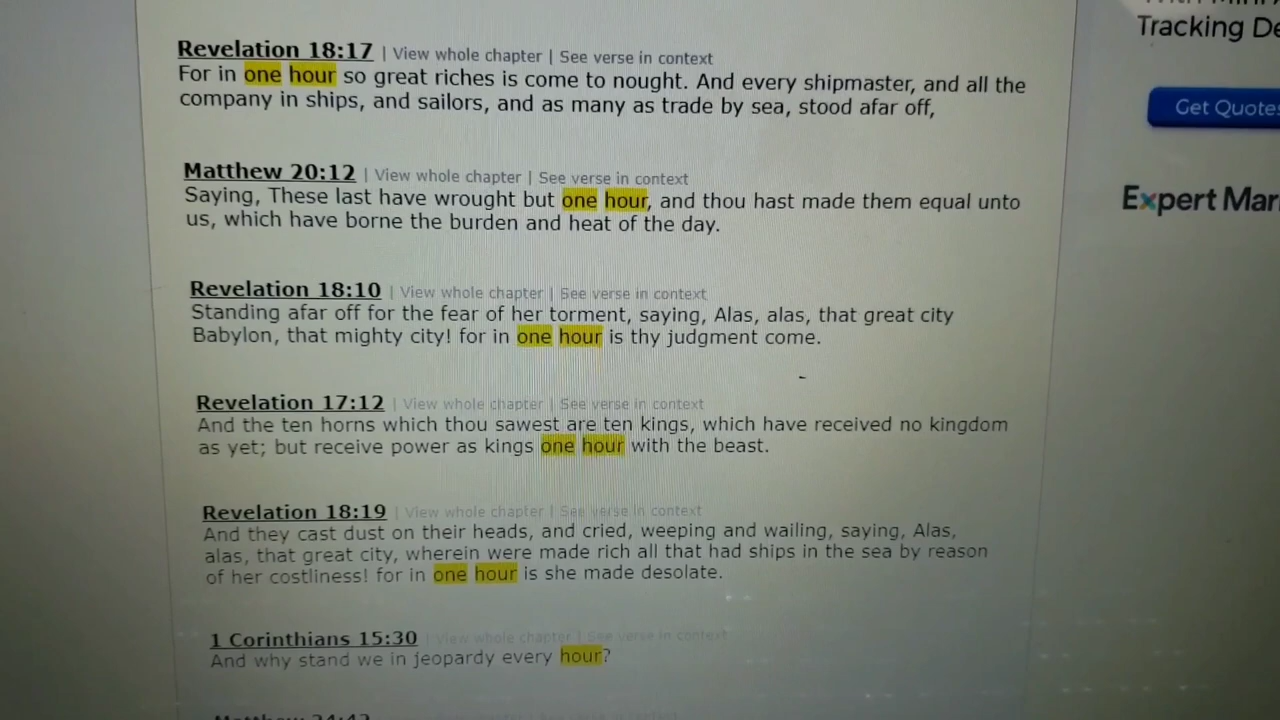 Tracking De
Revelation 18:17 | View whole chapter | See verse in context
For in one hour so great riches is come to nought. And every shipmaster, and all the
company in ships, and sailors, and as many as trade by sea, stood afar off,
Get Quotes
Matthew 20:12 | View whole chapter | See verse in context
Saying, These last have wrought but one hour, and thou hast made them equal unto
us, which have borne the burden and heat of the day.
Expert Mar
Revelation 18:10 | View whole chapter | See verse in context
Standing afar off for the fear of her torment, saying, Alas, alas, that great city
Babylon, that mighty city! for in one hour is thy judgment come.
Revelation 17:12 | View whole chapter | See verse in context
And the ten horns which thou sawest are ten kings, which have received no kingdom
as yet; but receive power as kings one hour with the beast.
Revelation 18:19 | View whole chapter | See verse in context
And they cast dust on their heads, and cried, weeping and wailing, saying, Alas,
alas, that great city, wherein were made rich all that had ships in the sea by reason
of her costliness! for in one hour is she made desolate.
1 Corinthians 15:30 | View whole chapter | See verse in context
And why stand we in jeopardy every hour?